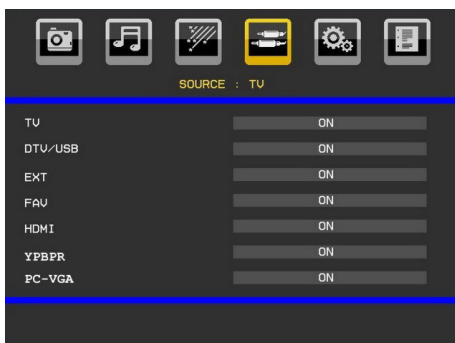 SOURCE : TV
TV ON
DTV/USB ON
EXT ON
FAV ON
HDMI ON
YPBPR ON
PC-VGA ON